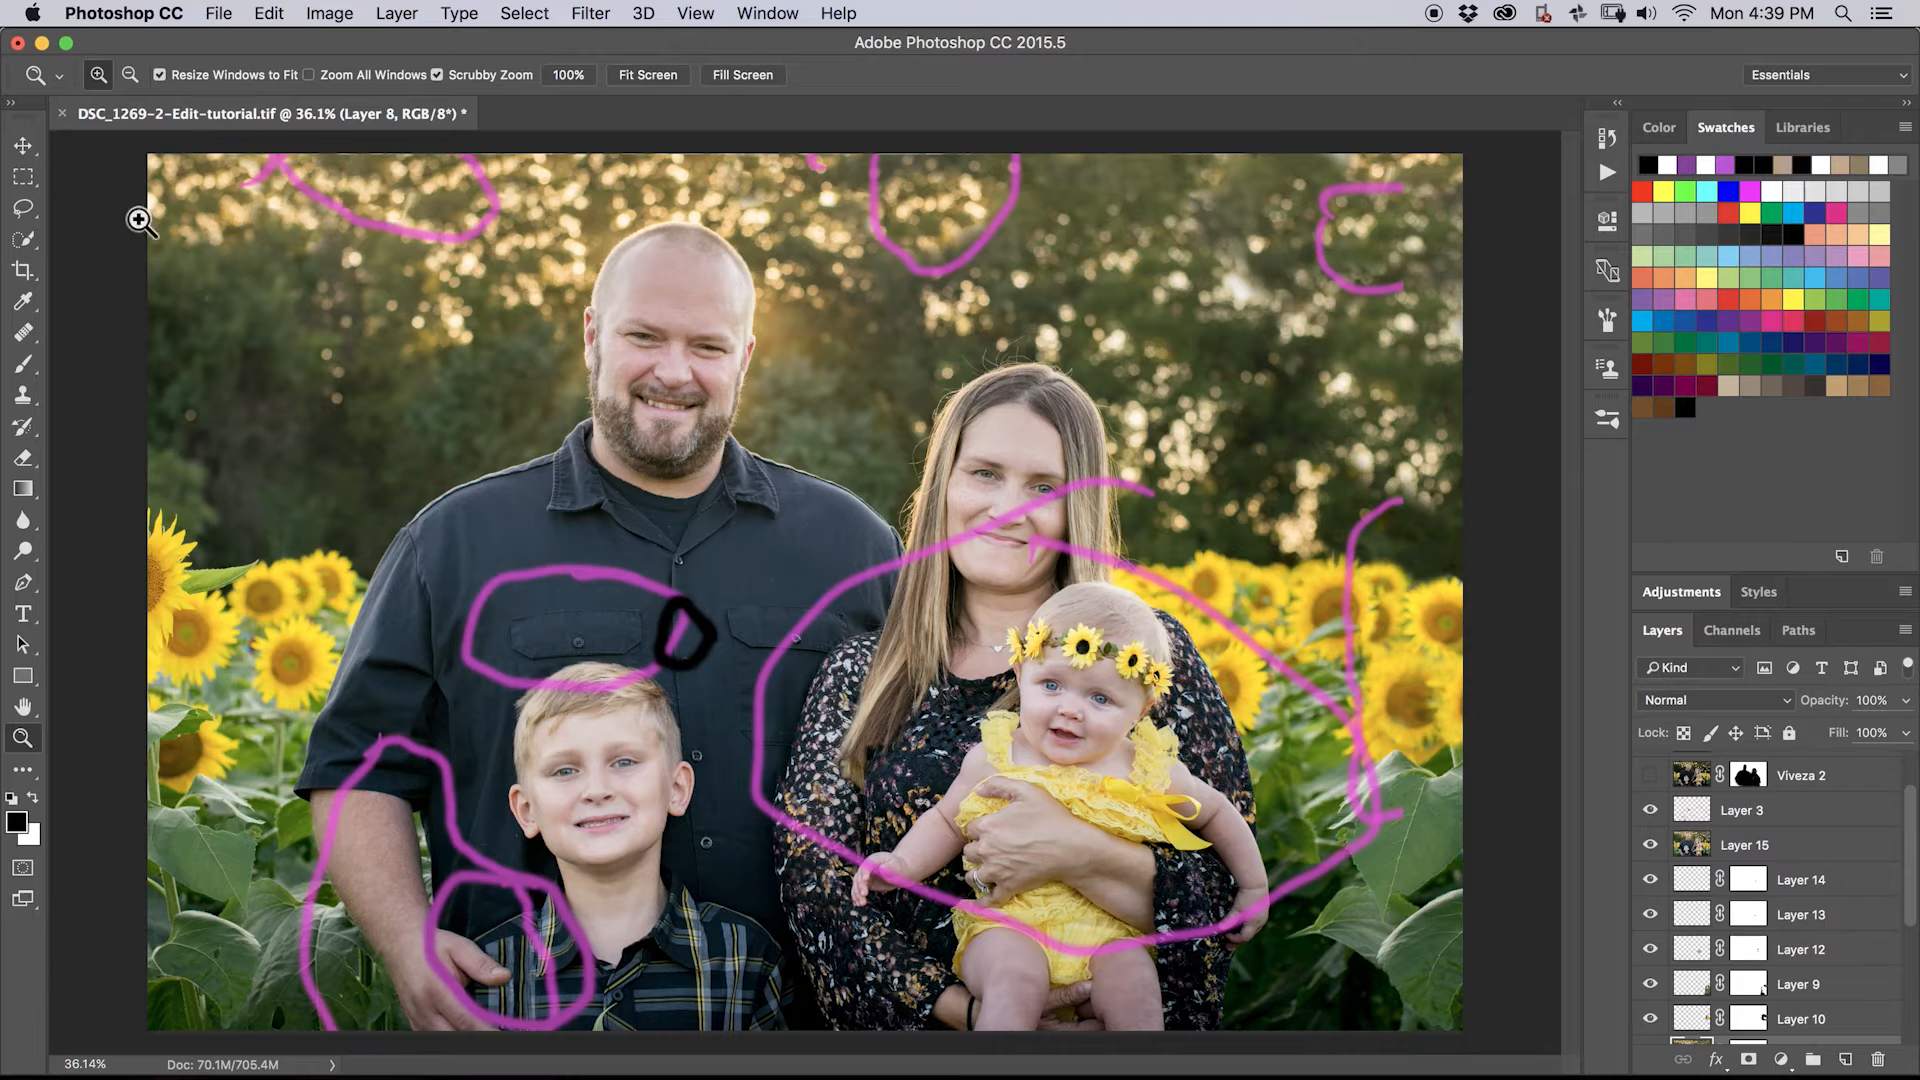 Photoshop CC File Edit Image Layer Type Select Filter 3D View Window Help Mon 4:39 PM
Adobe Photoshop CC 2015.5
Resize Windows to Fit Zoom All Windows Scrubby Zoom 100% Fit Screen Fill Screen Essentials
DSC_1269-2-Edit-tutorial.tif @ 36.1% (Layer 8, RGB/8*) *
Color Swatches Libraries
Adjustments Styles
Layers Channels Paths
Kind
Normal Opacity: 100%
Lock: Fill: 100%
Viveza 2
Layer 3
Layer 15
Layer 14
Layer 13
Layer 12
Layer 9
Layer 10
fx
36.14% Doc: 70.1M/705.4M